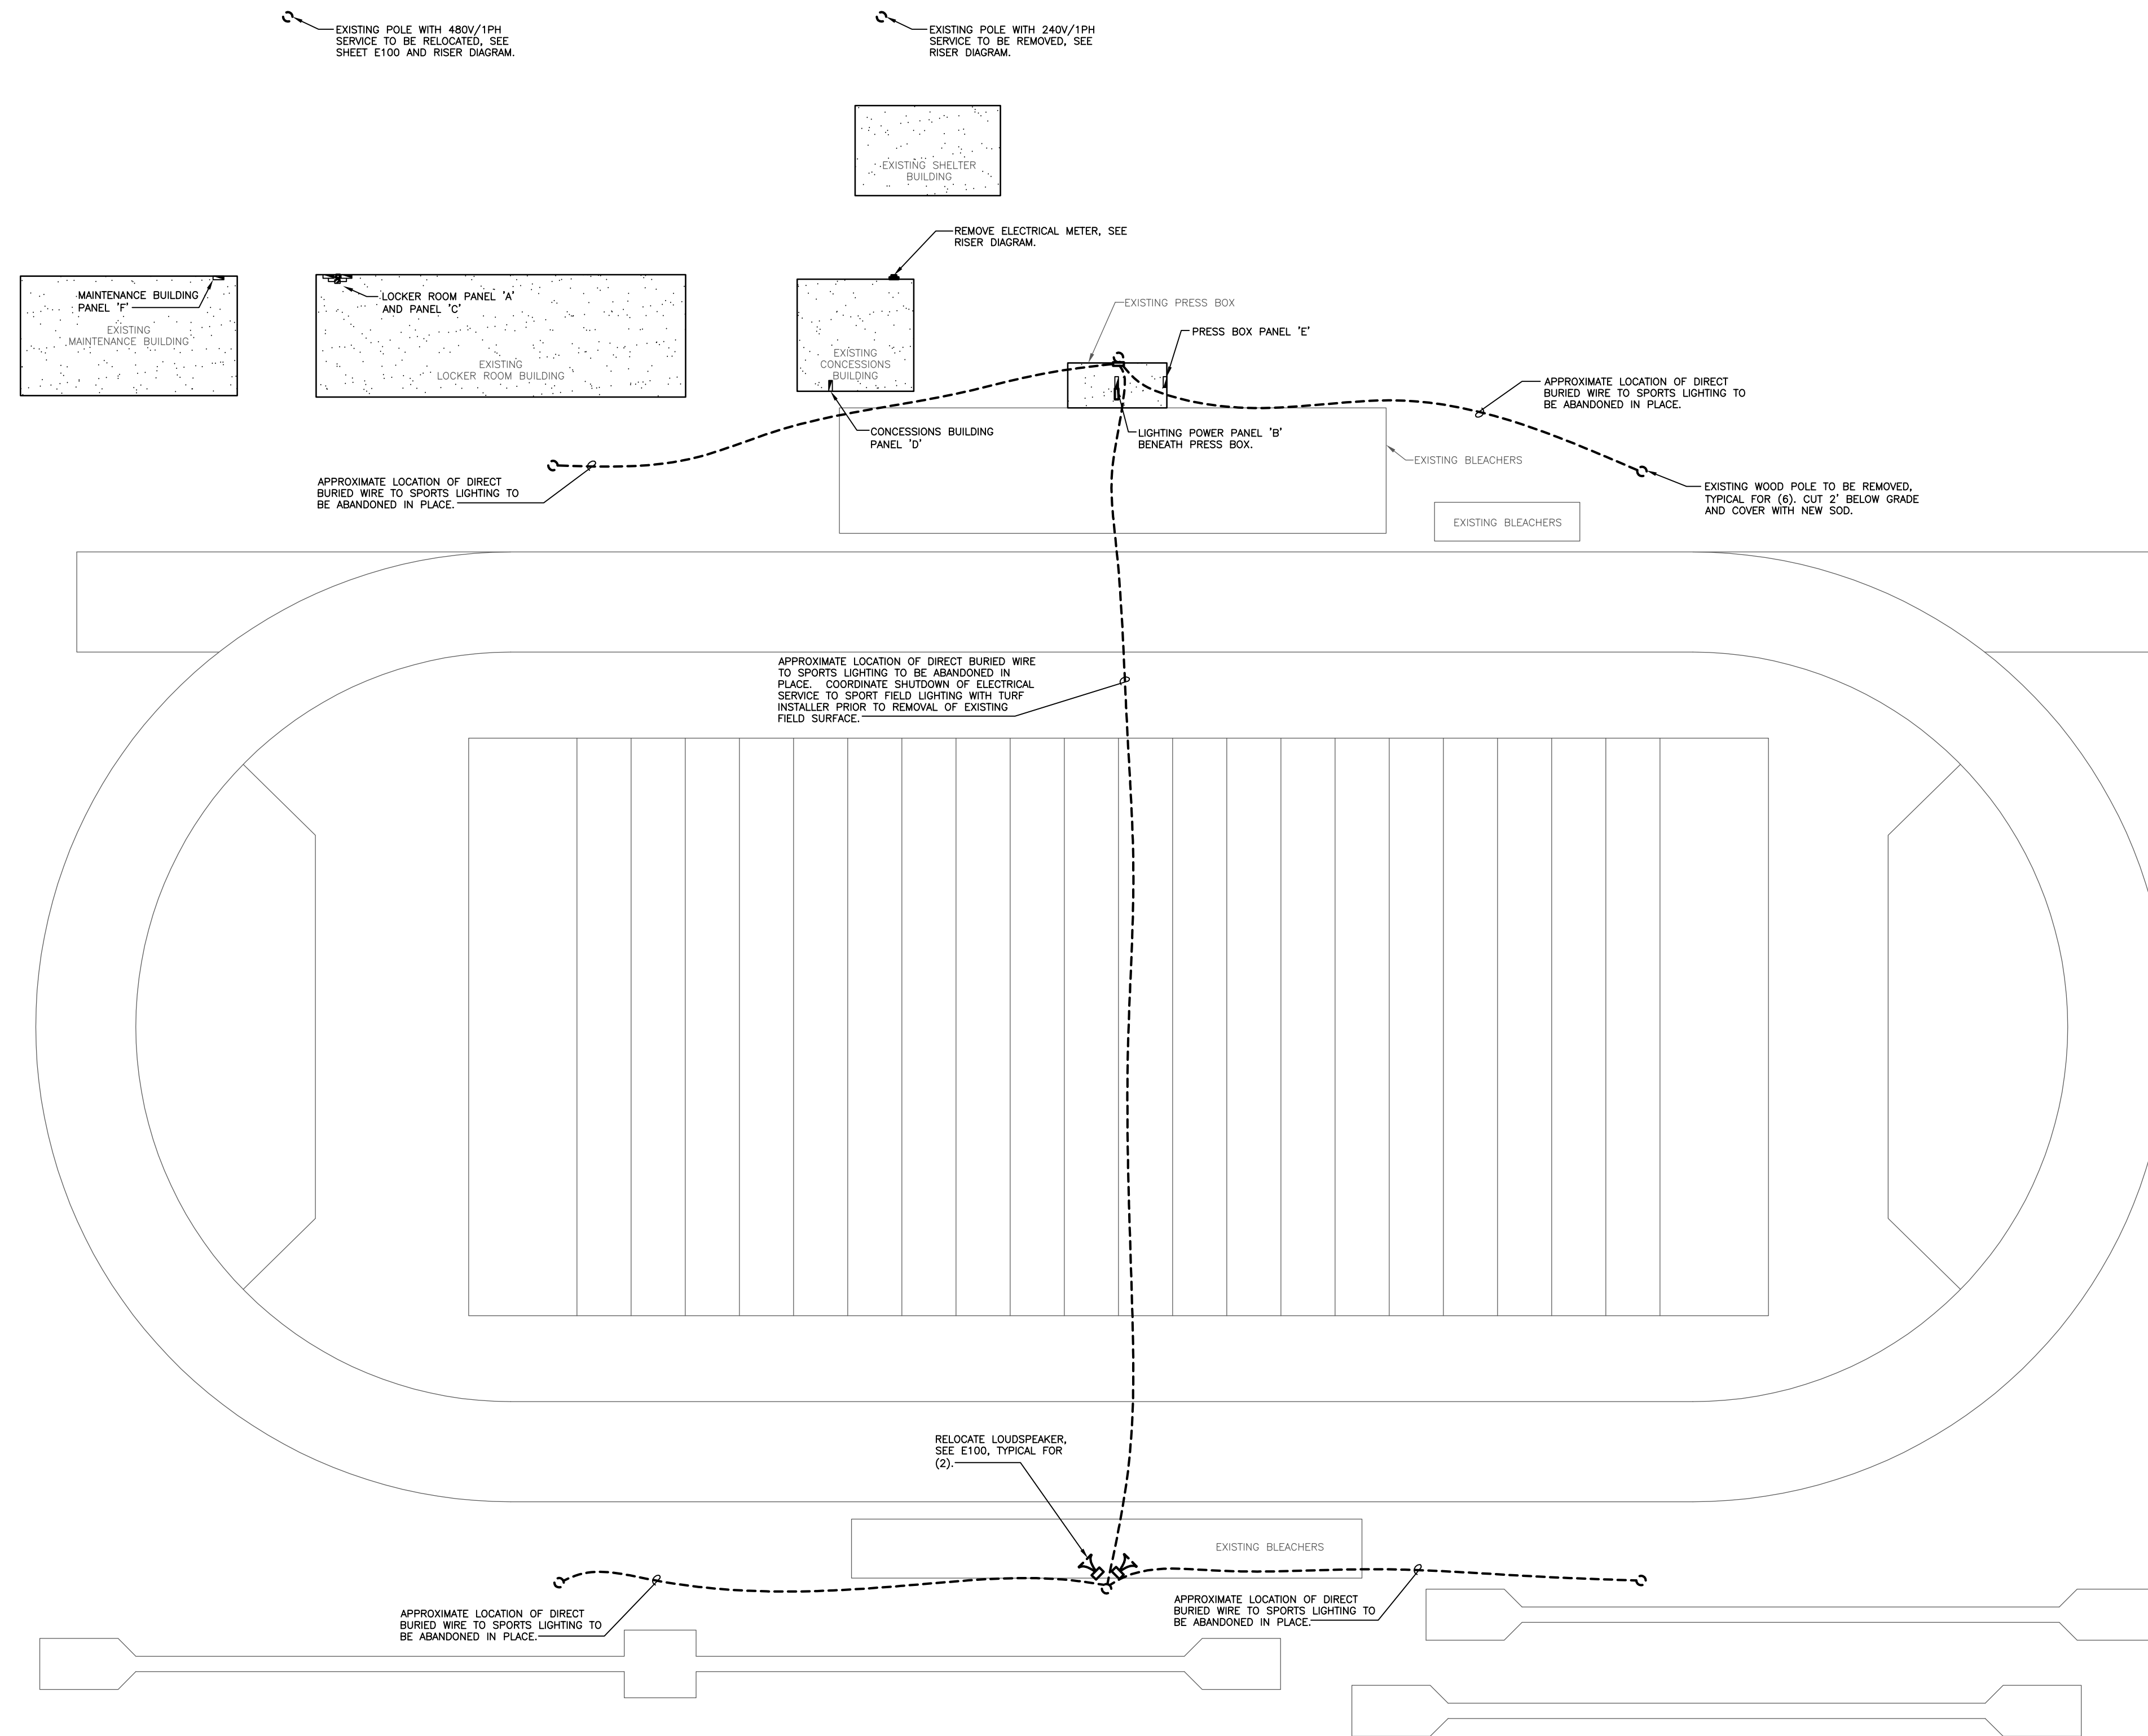 EXISTING POLE WITH 480V/1PH
SERVICE TO BE RELOCATED, SEE
SHEET E100 AND RISER DIAGRAM.
EXISTING POLE WITH 240V/1PH
SERVICE TO BE REMOVED, SEE
RISER DIAGRAM.
EXISTING SHELTER
BUILDING
REMOVE ELECTRICAL METER, SEE
RISER DIAGRAM.
MAINTENANCE BUILDING
PANEL 'F'
EXISTING
MAINTENANCE BUILDING
LOCKER ROOM PANEL 'A'
AND PANEL 'C'
EXISTING
LOCKER ROOM BUILDING
EXISTING
CONCESSIONS
BUILDING
EXISTING PRESS BOX
PRESS BOX PANEL 'E'
APPROXIMATE LOCATION OF DIRECT
BURIED WIRE TO SPORTS LIGHTING TO
BE ABANDONED IN PLACE.
CONCESSIONS BUILDING
PANEL 'D'
LIGHTING POWER PANEL 'B'
BENEATH PRESS BOX.
EXISTING BLEACHERS
APPROXIMATE LOCATION OF DIRECT
BURIED WIRE TO SPORTS LIGHTING TO
BE ABANDONED IN PLACE.
EXISTING WOOD POLE TO BE REMOVED,
TYPICAL FOR (6). CUT 2' BELOW GRADE
AND COVER WITH NEW SOD.
EXISTING BLEACHERS
APPROXIMATE LOCATION OF DIRECT BURIED WIRE
TO SPORTS LIGHTING TO BE ABANDONED IN
PLACE. COORDINATE SHUTDOWN OF ELECTRICAL
SERVICE TO SPORT FIELD LIGHTING WITH TURF
INSTALLER PRIOR TO REMOVAL OF EXISTING
FIELD SURFACE.
RELOCATE LOUDSPEAKER,
SEE E100, TYPICAL FOR
(2).
EXISTING BLEACHERS
APPROXIMATE LOCATION OF DIRECT
BURIED WIRE TO SPORTS LIGHTING TO
BE ABANDONED IN PLACE.
APPROXIMATE LOCATION OF DIRECT
BURIED WIRE TO SPORTS LIGHTING TO
BE ABANDONED IN PLACE.